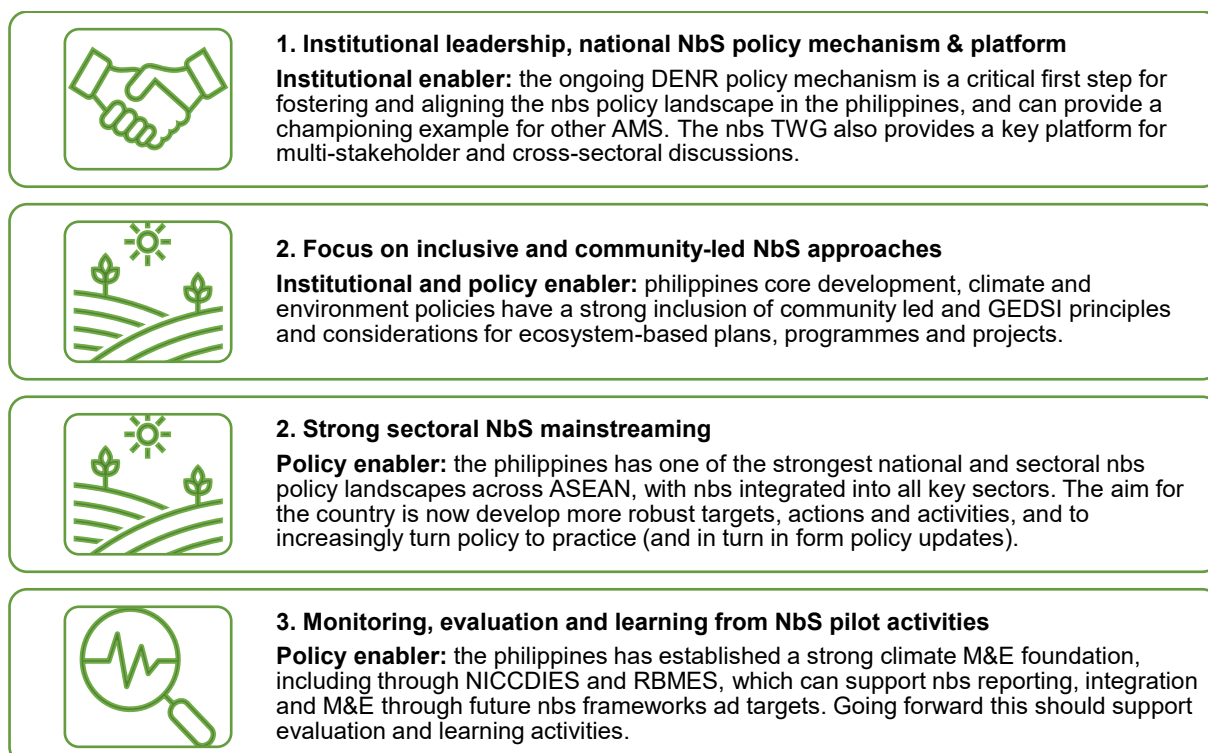 1. Institutional leadership, national NbS policy mechanism & platform
Institutional enabler: the ongoing DENR policy mechanism is a critical first step for
fostering and aligning the nbs policy landscape in the philippines, and can provide a
championing example for other AMS. The nbs TWG also provides a key platform for
multi-stakeholder and cross-sectoral discussions.
2. Focus on inclusive and community-led NbS approaches
Institutional and policy enabler: philippines core development, climate and
environment policies have a strong inclusion of community led and GEDSI principles
and considerations for ecosystem-based plans, programmes and projects.
2. Strong sectoral NbS mainstreaming
Policy enabler: the philippines has one of the strongest national and sectoral nbs
policy landscapes across ASEAN, with nbs integrated into all key sectors. The aim for
the country is now develop more robust targets, actions and activities, and to
increasingly turn policy to practice (and in turn in form policy updates).
3. Monitoring, evaluation and learning from NbS pilot activities
Policy enabler: the philippines has established a strong climate M&E foundation,
including through NICCDIES and RBMES, which can support nbs reporting, integration
and M&E through future nbs frameworks ad targets. Going forward this should support
evaluation and learning activities.